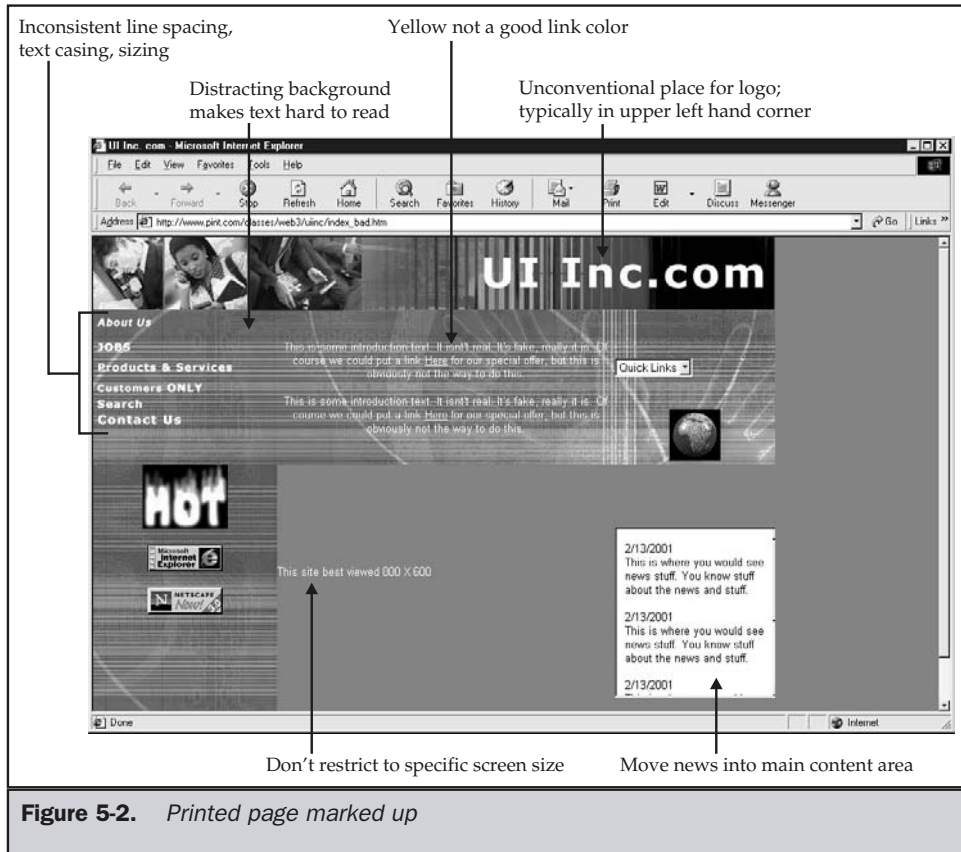 Inconsistent line spacing,
text casing, sizing
Yellow not a good link color
Distracting background
makes text hard to read
Unconventional place for logo;
typically in upper left hand corner
UI Inc. com - Microsoft Internet Explorer
File Edit View Favorites Tools Help
Back Forward Stop Refresh Home Search Favorites History Mail Print Edit Discuss Messenger
Address http://www.pint.com/classes/web3/uiinc/index_bad.htm Go Links »
UI Inc.com
About Us
JOBS
Products & Services
Customers ONLY
Search
Contact Us
This is some introduction text. It isnt't real. It's fake, really it is. Of
course we could put a link Here for our special offer, but this is
obviously not the way to do this.
This is some introduction text. It isnt't real. It's fake, really it is. Of
course we could put a link Here for our special offer, but this is
obviously not the way to do this.
Quick Links
HOT
Microsoft
Internet
Explorer
N NETSCAPE
Now!
This site best viewed 800 X 600
2/13/2001
This is where you would see
news stuff. You know stuff
about the news and stuff.
2/13/2001
This is where you would see
news stuff. You know stuff
about the news and stuff.
2/13/2001
Done Internet
Don't restrict to specific screen size
Move news into main content area
Figure 5-2. Printed page marked up